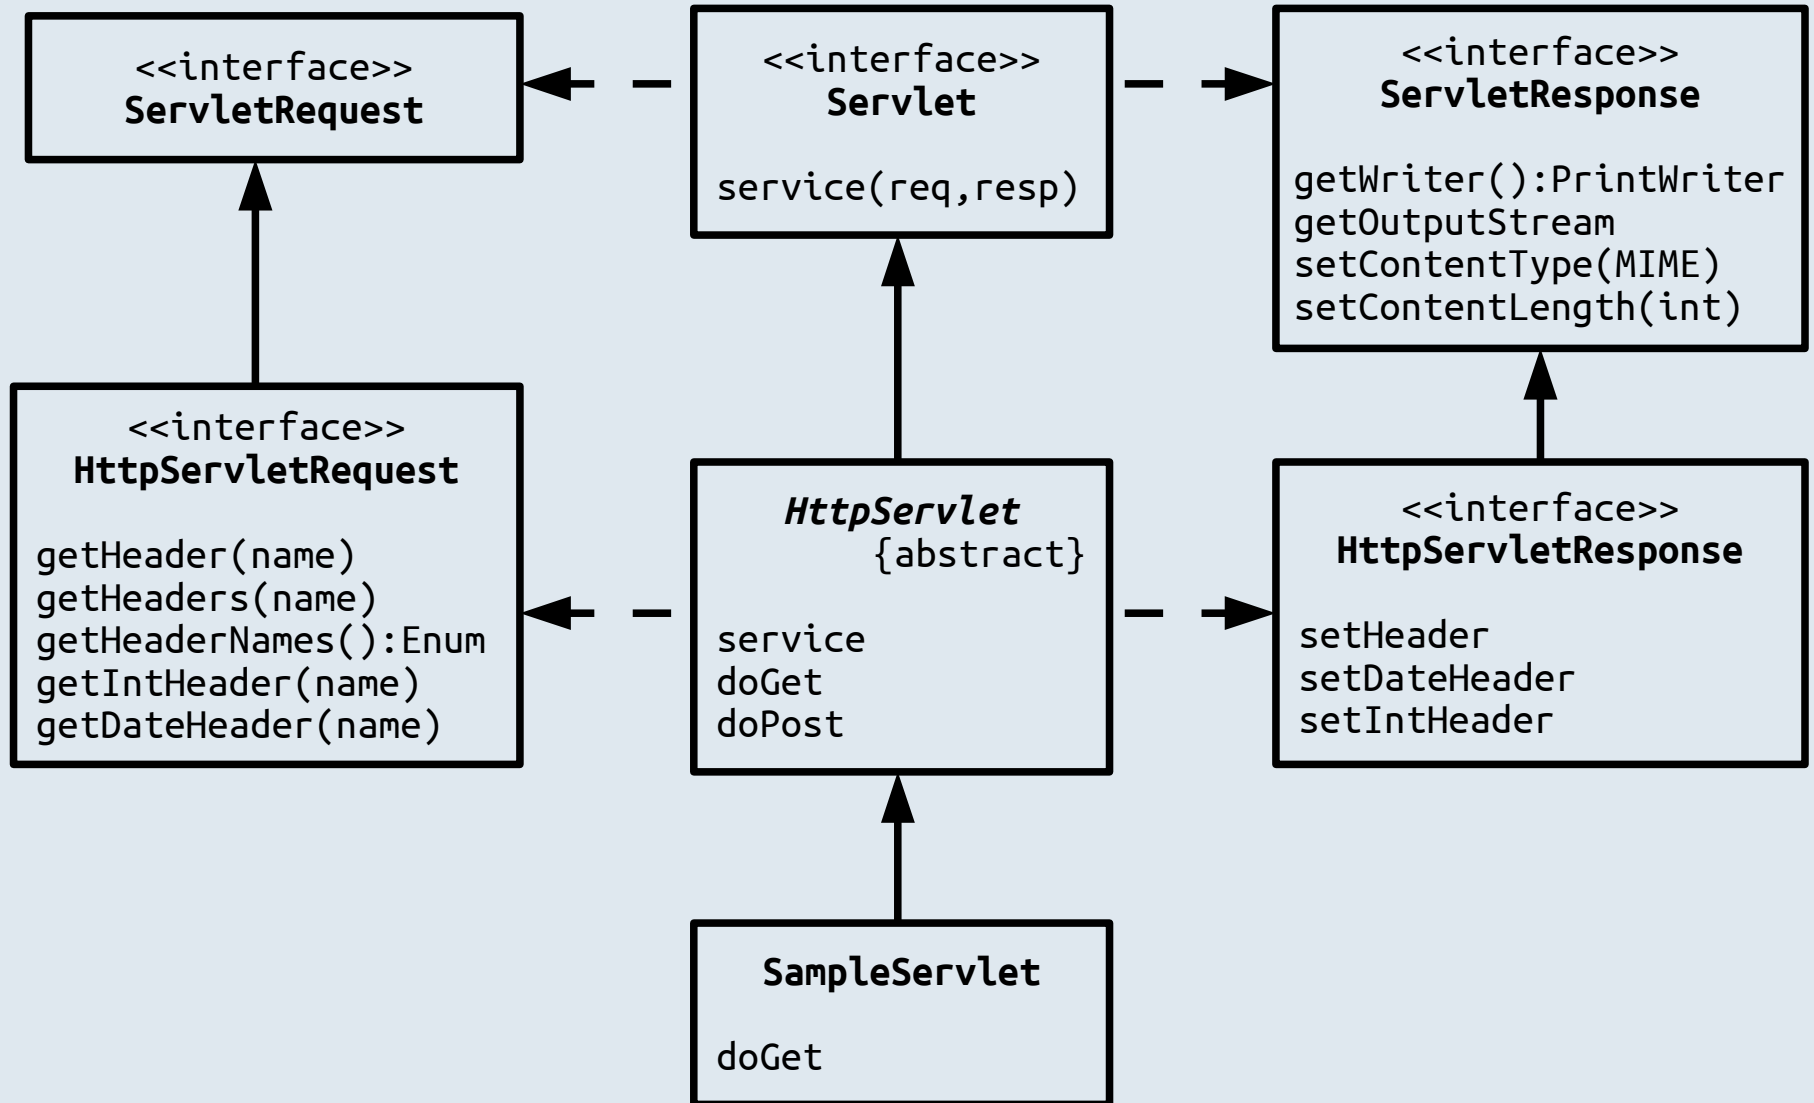 <<interface>>
ServletRequest
<<interface>>
Servlet
service(req,resp)
<<interface>>
ServletResponse
getWriter():PrintWriter
getOutputStream
setContentType(MIME)
setContentLength(int)
<<interface>>
HttpServletRequest
getHeader(name)
getHeaders(name)
getHeaderNames():Enum
getIntHeader(name)
getDateHeader(name)
HttpServlet
{abstract}
service
doGet
doPost
<<interface>>
HttpServletResponse
setHeader
setDateHeader
setIntHeader
SampleServlet
doGet